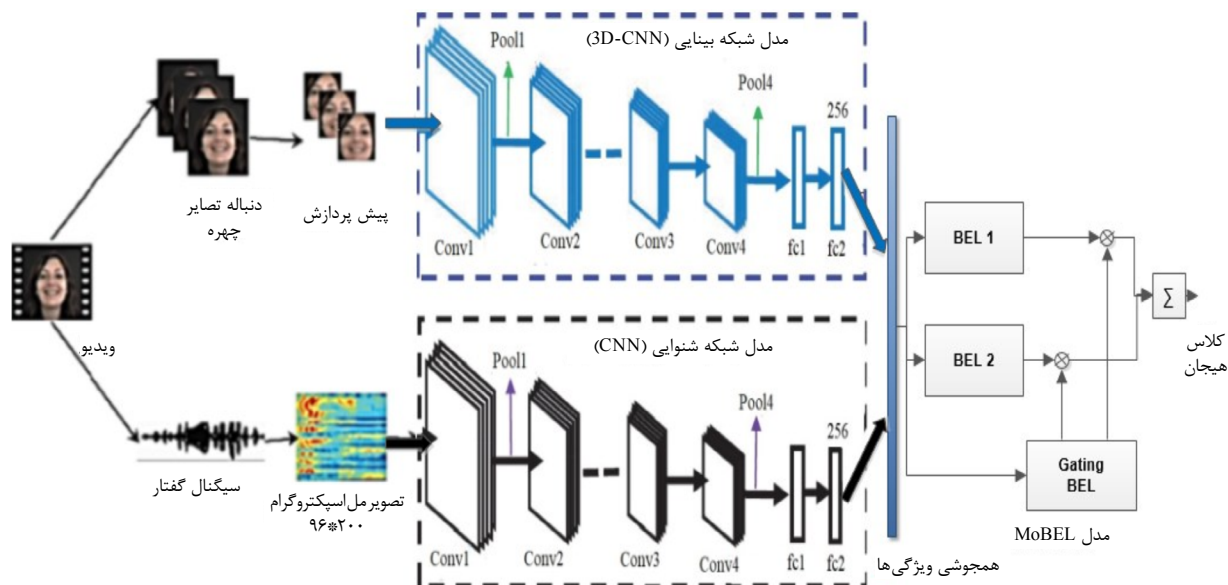 مدل شبکه بینایی (3D-CNN)
Pool1
Pool4
256
Conv1
Conv2
Conv3
Conv4
fc1
fc2
دنباله تصایر
چهره
پیش پردازش
ویدیو
سیگنال گفتار
تصویر مل اسپکتروگرام
۹۶*۲۰۰
مدل شبکه شنوایی (CNN)
Pool1
Pool4
256
Conv1
Conv2
Conv3
Conv4
fc1
fc2
همجوشی ویژگی‌ها
BEL 1
BEL 2
Gating
BEL
مدل MoBEL
Σ
کلاس
هیجان